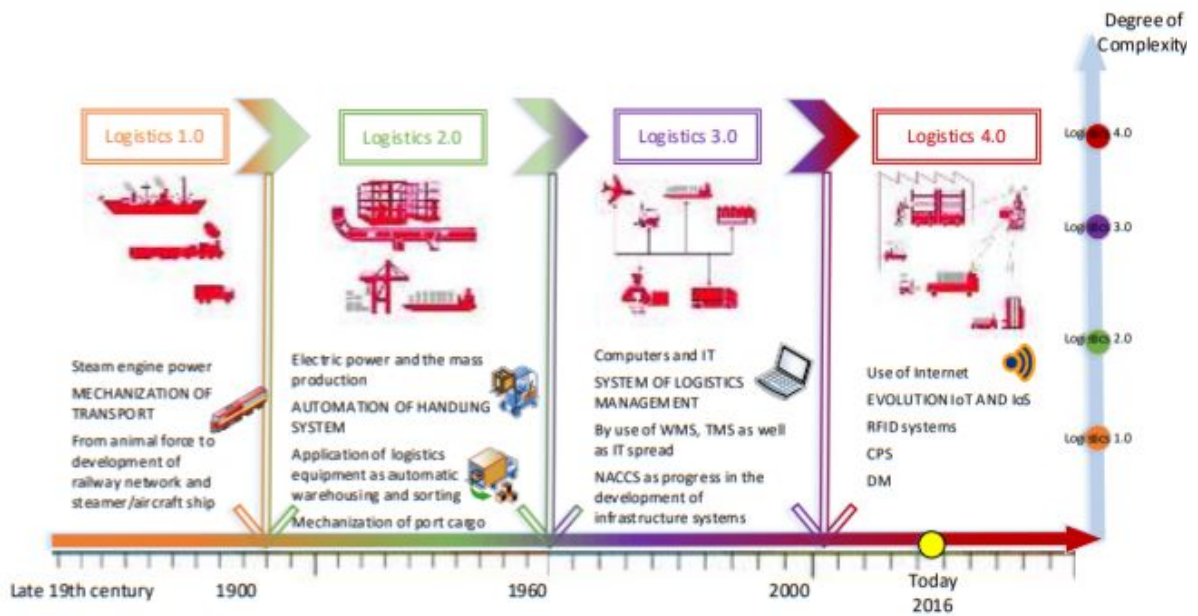 Degree of
Complexity
Logistics 1.0
Logistics 2.0
Logistics 3.0
Logistics 4.0
Logistics 4.0
Logistics 3.0
Logistics 2.0
Logistics 1.0
Steam engine power
MECHANIZATION OF
TRANSPORT
From animal force to
development of
railway network and
steamer/aircraft ship
Electric power and the mass
production
AUTOMATION OF HANDLING
SYSTEM
Application of logistics
equipment as automatic
warehousing and sorting
Mechanization of port cargo
Computers and IT
SYSTEM OF LOGISTICS
MANAGEMENT
By use of WMS, TMS as well
as IT spread
NACCS as progress in the
development of
infrastructure systems
Use of Internet
EVOLUTION IoT AND IoS
RFID systems
CPS
DM
Late 19th century
1900
1960
2000
Today
2016